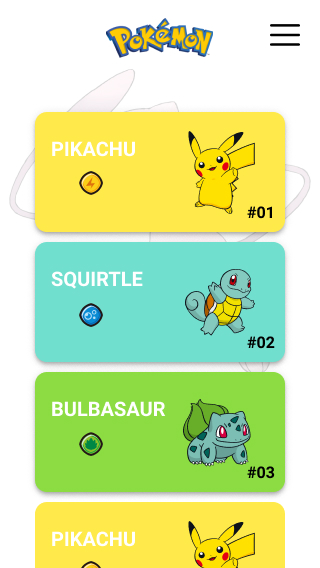 POKÉMON
PIKACHU
#01
SQUIRTLE
#02
BULBASAUR
#03
PIKACHU